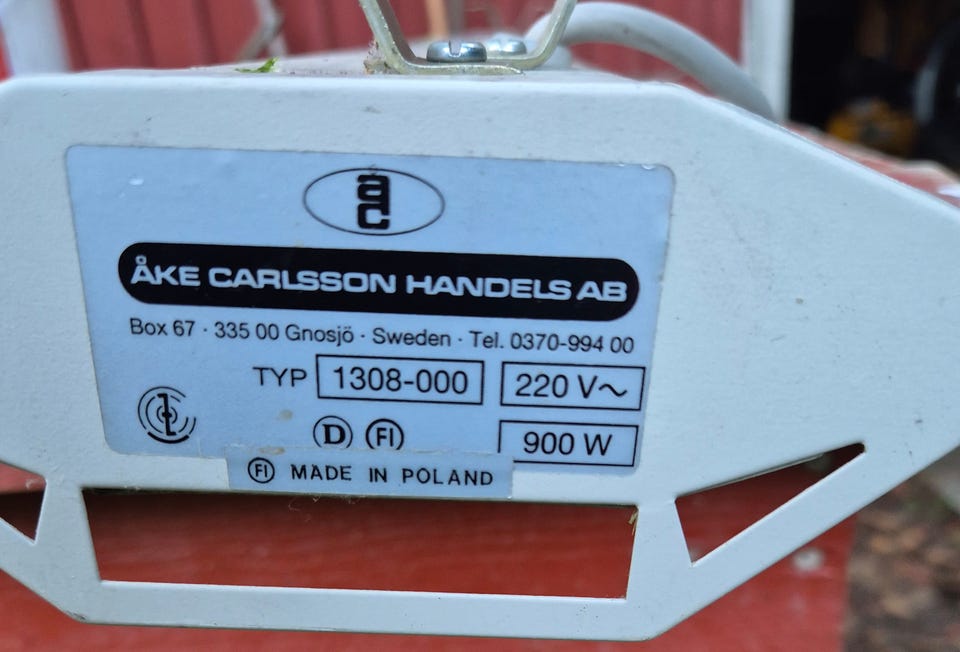 ac
ÅKE CARLSSON HANDELS AB
Box 67 · 335 00 Gnosjö · Sweden · Tel. 0370-994 00
TYP 1308-000 220 V~
D FI 900 W
FI MADE IN POLAND